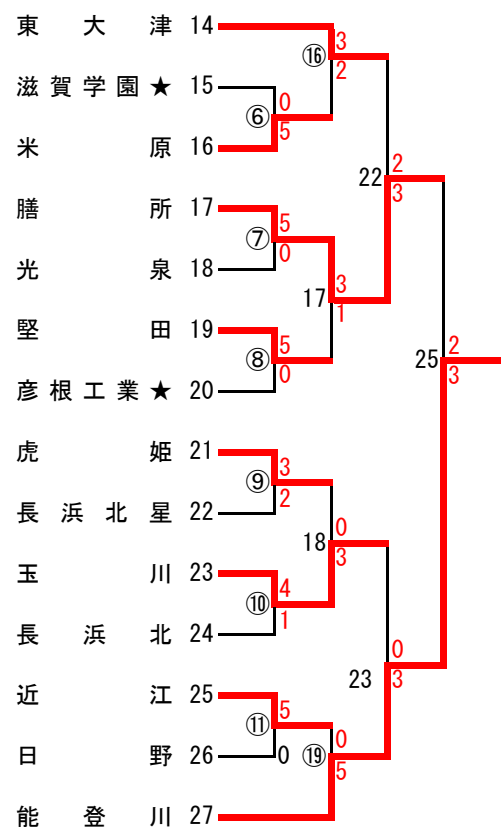 東大津 14
3
⑯
2
滋賀学園★ 15
0
⑥
5
米原 16
2
22
3
膳所 17
5
⑦
0
光泉 18
3
17
1
堅田 19
5
⑧
0
彦根工業★ 20
2
25
3
虎姫 21
3
⑨
2
長浜北星 22
0
18
3
玉川 23
4
⑩
1
長浜北 24
0
23
3
近江 25
5
⑪
0
日野 26
0
⑲
5
能登川 27